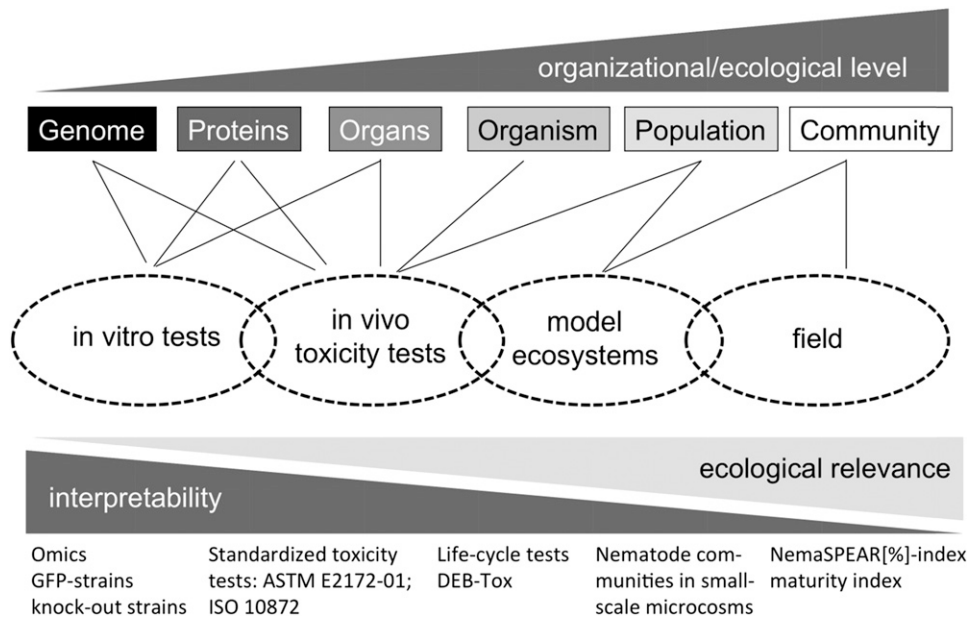 organizational/ecological level
Genome
Proteins
Organs
Organism
Population
Community
in vitro tests
in vivo
toxicity tests
model
ecosystems
field
ecological relevance
interpretability
Omics
GFP-strains
knock-out strains
Standardized toxicity
tests: ASTM E2172-01;
ISO 10872
Life-cycle tests
DEB-Tox
Nematode com-
munities in small-
scale microcosms
NemaSPEAR[%]-index
maturity index